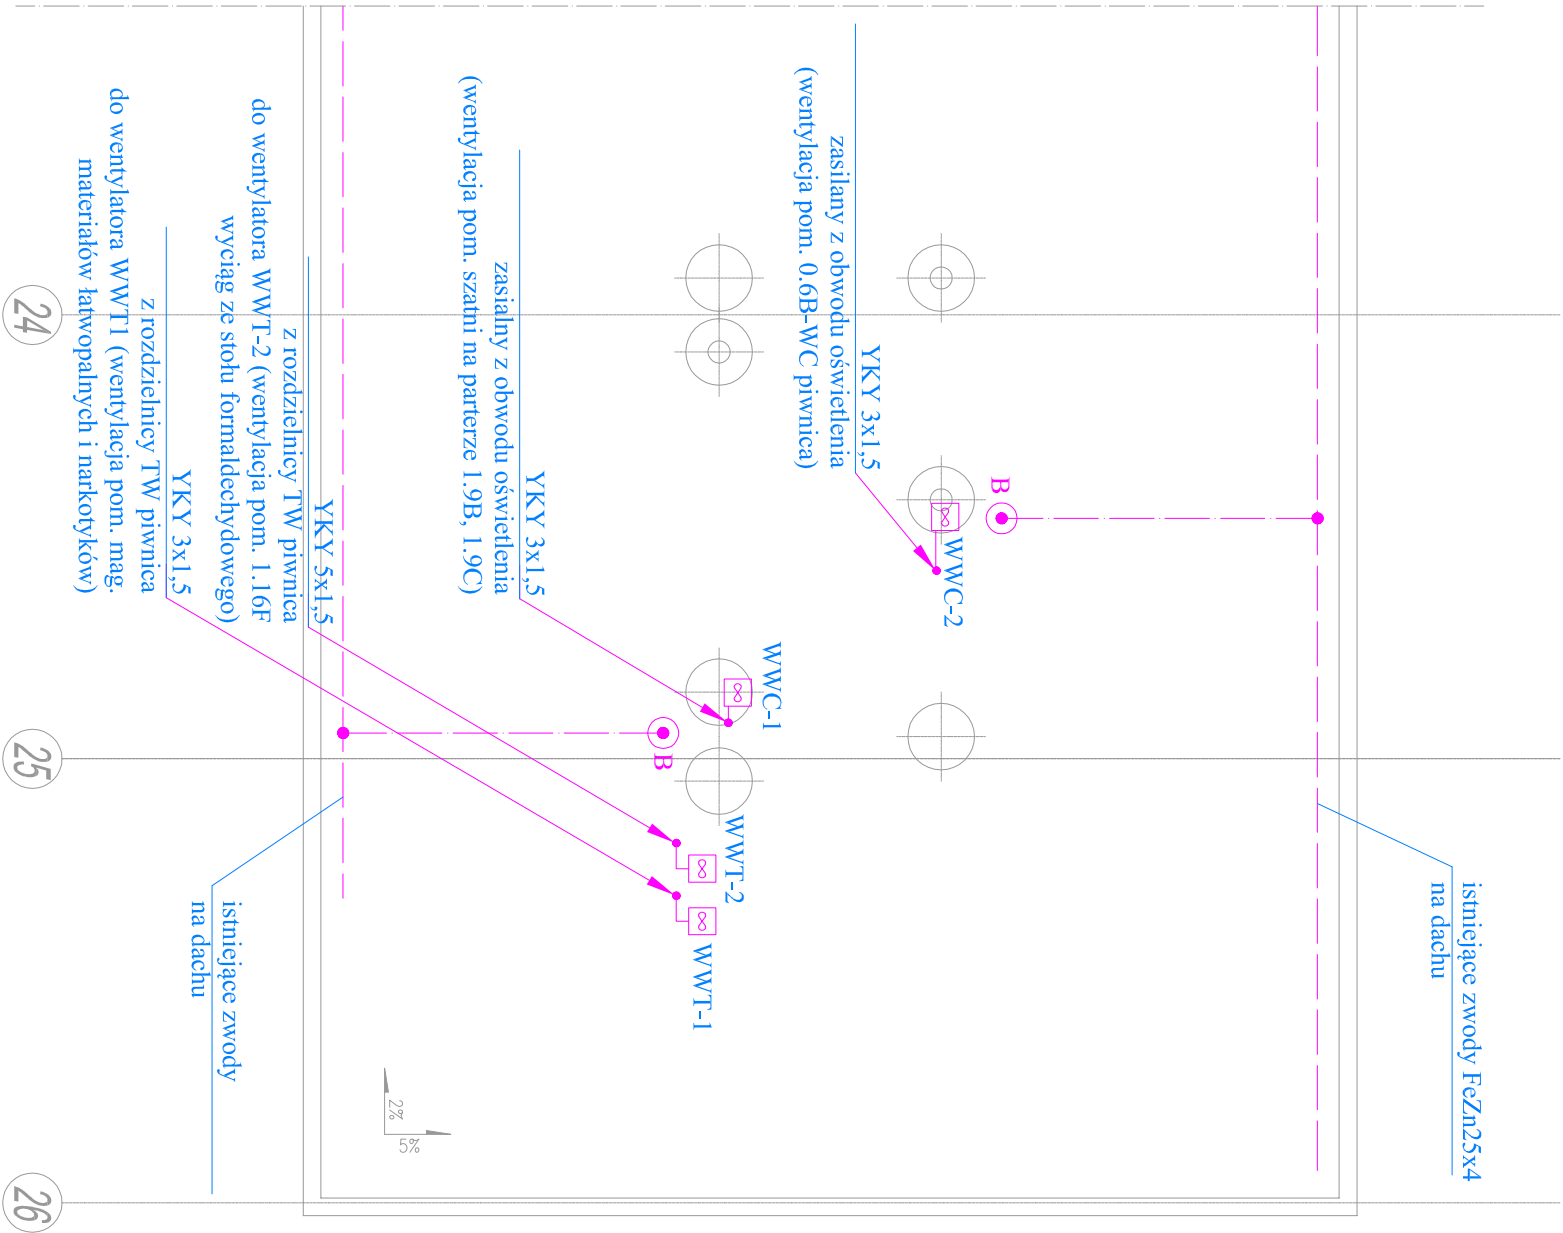 istniejące zwody FeZn25x4
na dachu
B
WWC-2
YKY 3x1,5
zasilany z obwodu oświetlenia
(wentylacja pom. 0.6B-WC piwnica)
WWC-1
B
WWT-2
WWT-1
YKY 3x1,5
zasialny z obwodu oświetlenia
(wentylacja pom. szatni na parterze 1.9B, 1.9C)
YKY 5x1,5
z rozdzielnicy TW piwnica
do wentylatora WWT-2 (wentylacja pom. 1.16F
wyciąg ze stołu formaldechydowego)
YKY 3x1,5
z rozdzielnicy TW piwnica
do wentylatora WWT1 (wentylacja pom. mag.
materiałów łatwopalnych i narkotyków)
istniejące zwody
na dachu
2%
5%
24
25
26